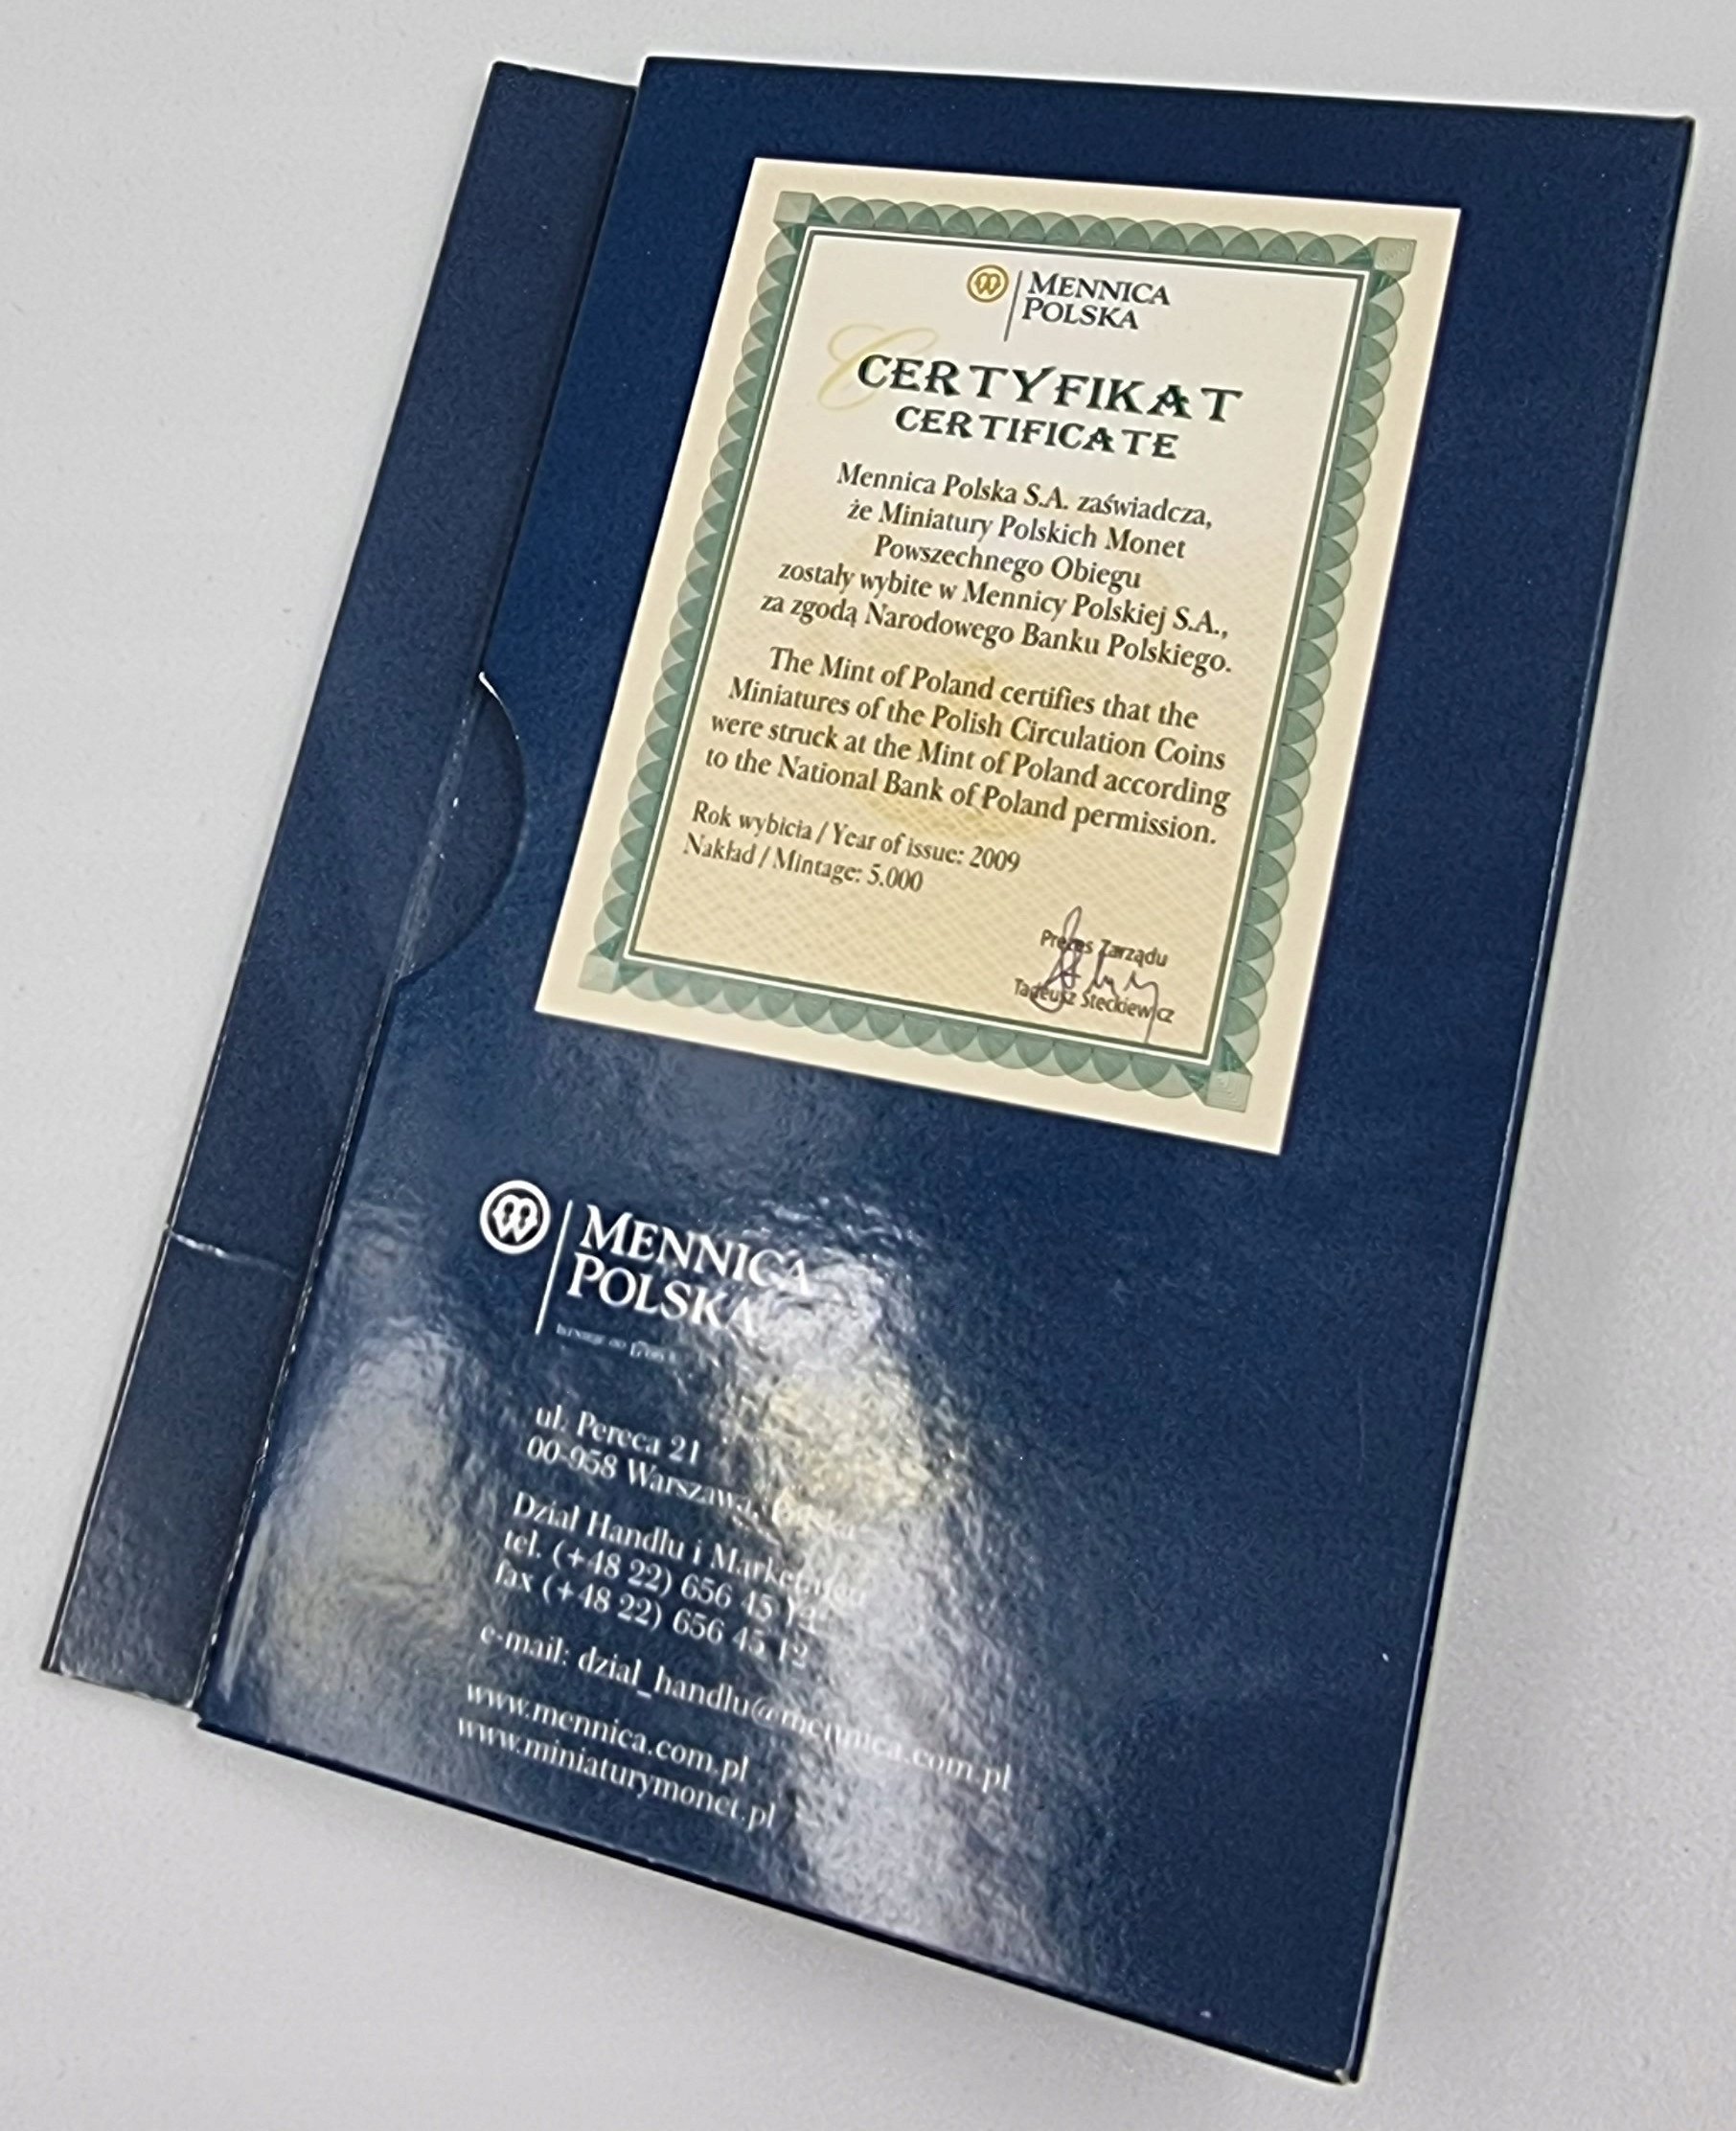 MENNICA
POLSKA
CERTYFIKAT
CERTIFICATE
Mennica Polska S.A. zaświadcza,
że Miniatury Polskich Monet
Powszechnego Obiegu
zostały wybite w Mennicy Polskiej S.A.,
za zgodą Narodowego Banku Polskiego.
The Mint of Poland certifies that the
Miniatures of the Polish Circulation Coins
were struck at the Mint of Poland according
to the National Bank of Poland permission.
Rok wybicia / Year of issue: 2009
Nakład / Mintage: 5.000
Prezes Zarządu
Tadeusz Steckiewicz
MENNICA
POLSKA
ul. Pereca 21
00-958 Warszawa,
Dział Handlu i Marketingu
tel. (+48 22) 656 45
fax (+48 22) 656 45 12
e-mail: dzial_handlu@mennica.com.pl
www.mennica.com.pl
www.miniaturymonet.pl